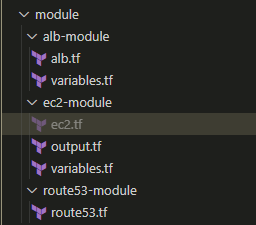 module
alb-module
alb.tf
variables.tf
ec2-module
ec2.tf
output.tf
variables.tf
route53-module
route53.tf